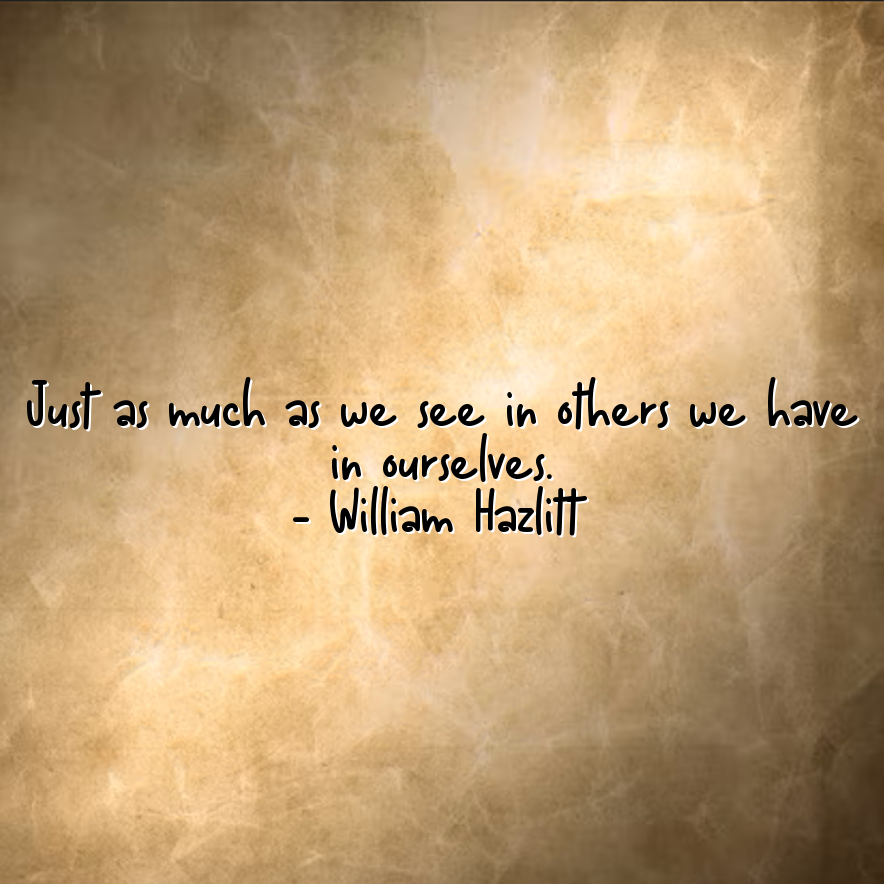 Just as much as we see in others we have
in ourselves.
- William Hazlitt